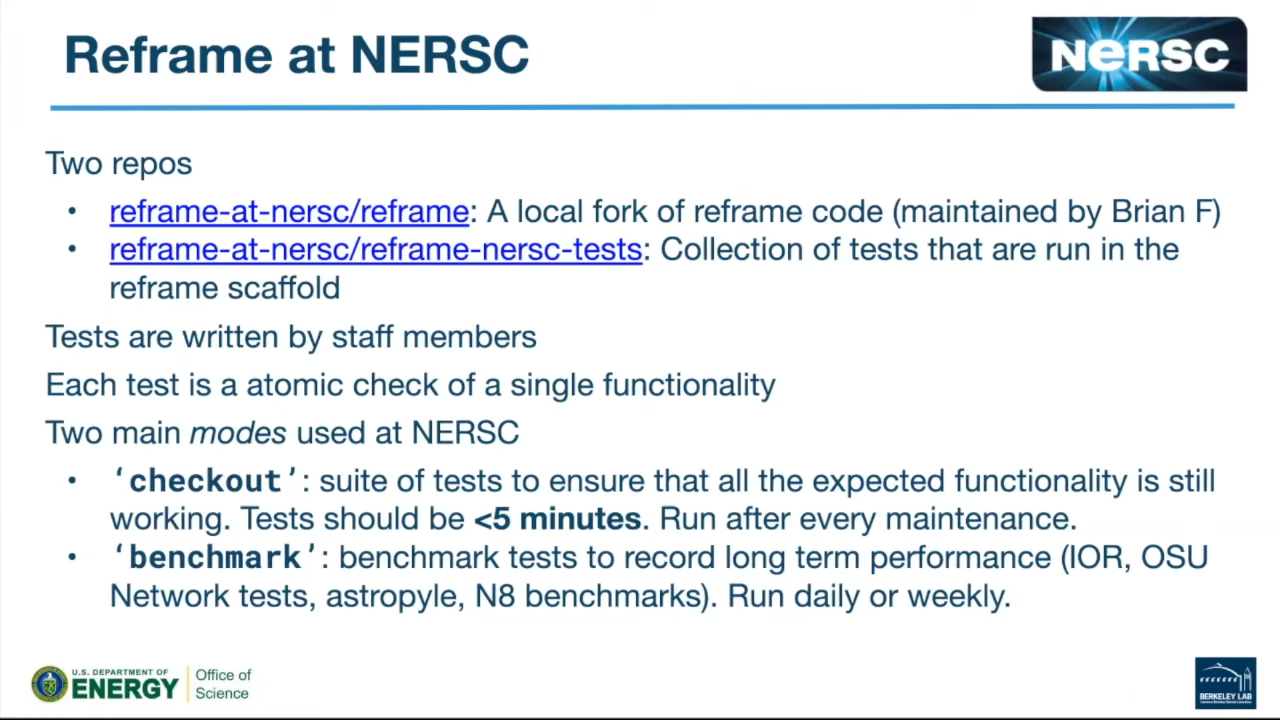 Reframe at NERSC
NERSC
Two repos
• reframe-at-nersc/reframe: A local fork of reframe code (maintained by Brian F)
• reframe-at-nersc/reframe-nersc-tests: Collection of tests that are run in the
reframe scaffold
Tests are written by staff members
Each test is a atomic check of a single functionality
Two main modes used at NERSC
• ‘checkout’: suite of tests to ensure that all the expected functionality is still
working. Tests should be <5 minutes. Run after every maintenance.
• ‘benchmark’: benchmark tests to record long term performance (IOR, OSU
Network tests, astropyle, N8 benchmarks). Run daily or weekly.
U.S. DEPARTMENT OF
ENERGY
Office of
Science
BERKELEY LAB